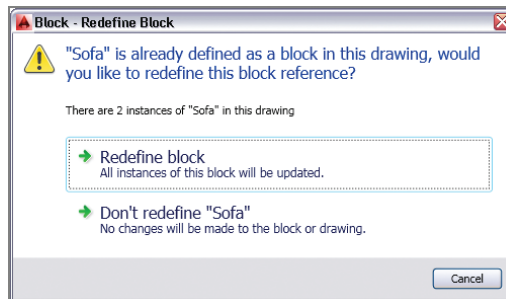 Block - Redefine Block
"Sofa" is already defined as a block in this drawing, would
you like to redefine this block reference?
There are 2 instances of "Sofa" in this drawing
Redefine block
All instances of this block will be updated.
Don't redefine "Sofa"
No changes will be made to the block or drawing.
Cancel